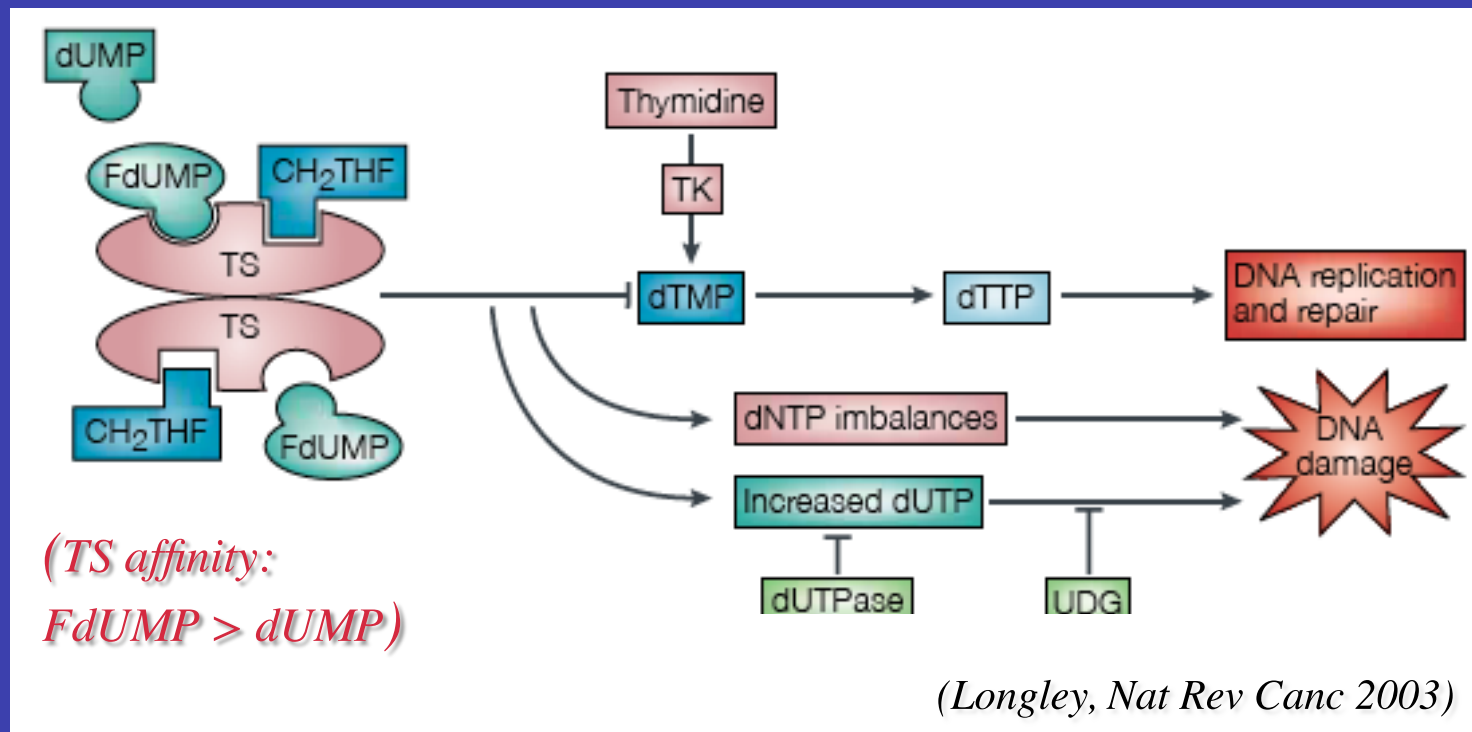 dUMP
FdUMP
CH₂THF
TS
TS
CH₂THF
FdUMP
Thymidine
TK
dTMP
dTTP
DNA replication
and repair
dNTP imbalances
Increased dUTP
DNA
damage
dUTPase
UDG
(TS affinity:
FdUMP > dUMP)
(Longley, Nat Rev Canc 2003)